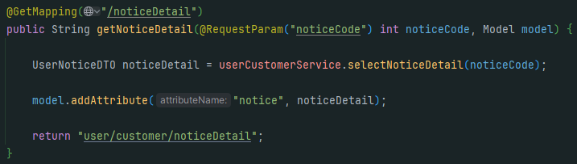 @GetMapping("/noticeDetail")
public String getNoticeDetail(@RequestParam("noticeCode") int noticeCode, Model model) {
UserNoticeDTO noticeDetail = userCustomerService.selectNoticeDetail(noticeCode);
model.addAttribute( attributeName: "notice", noticeDetail);
return "user/customer/noticeDetail";
}